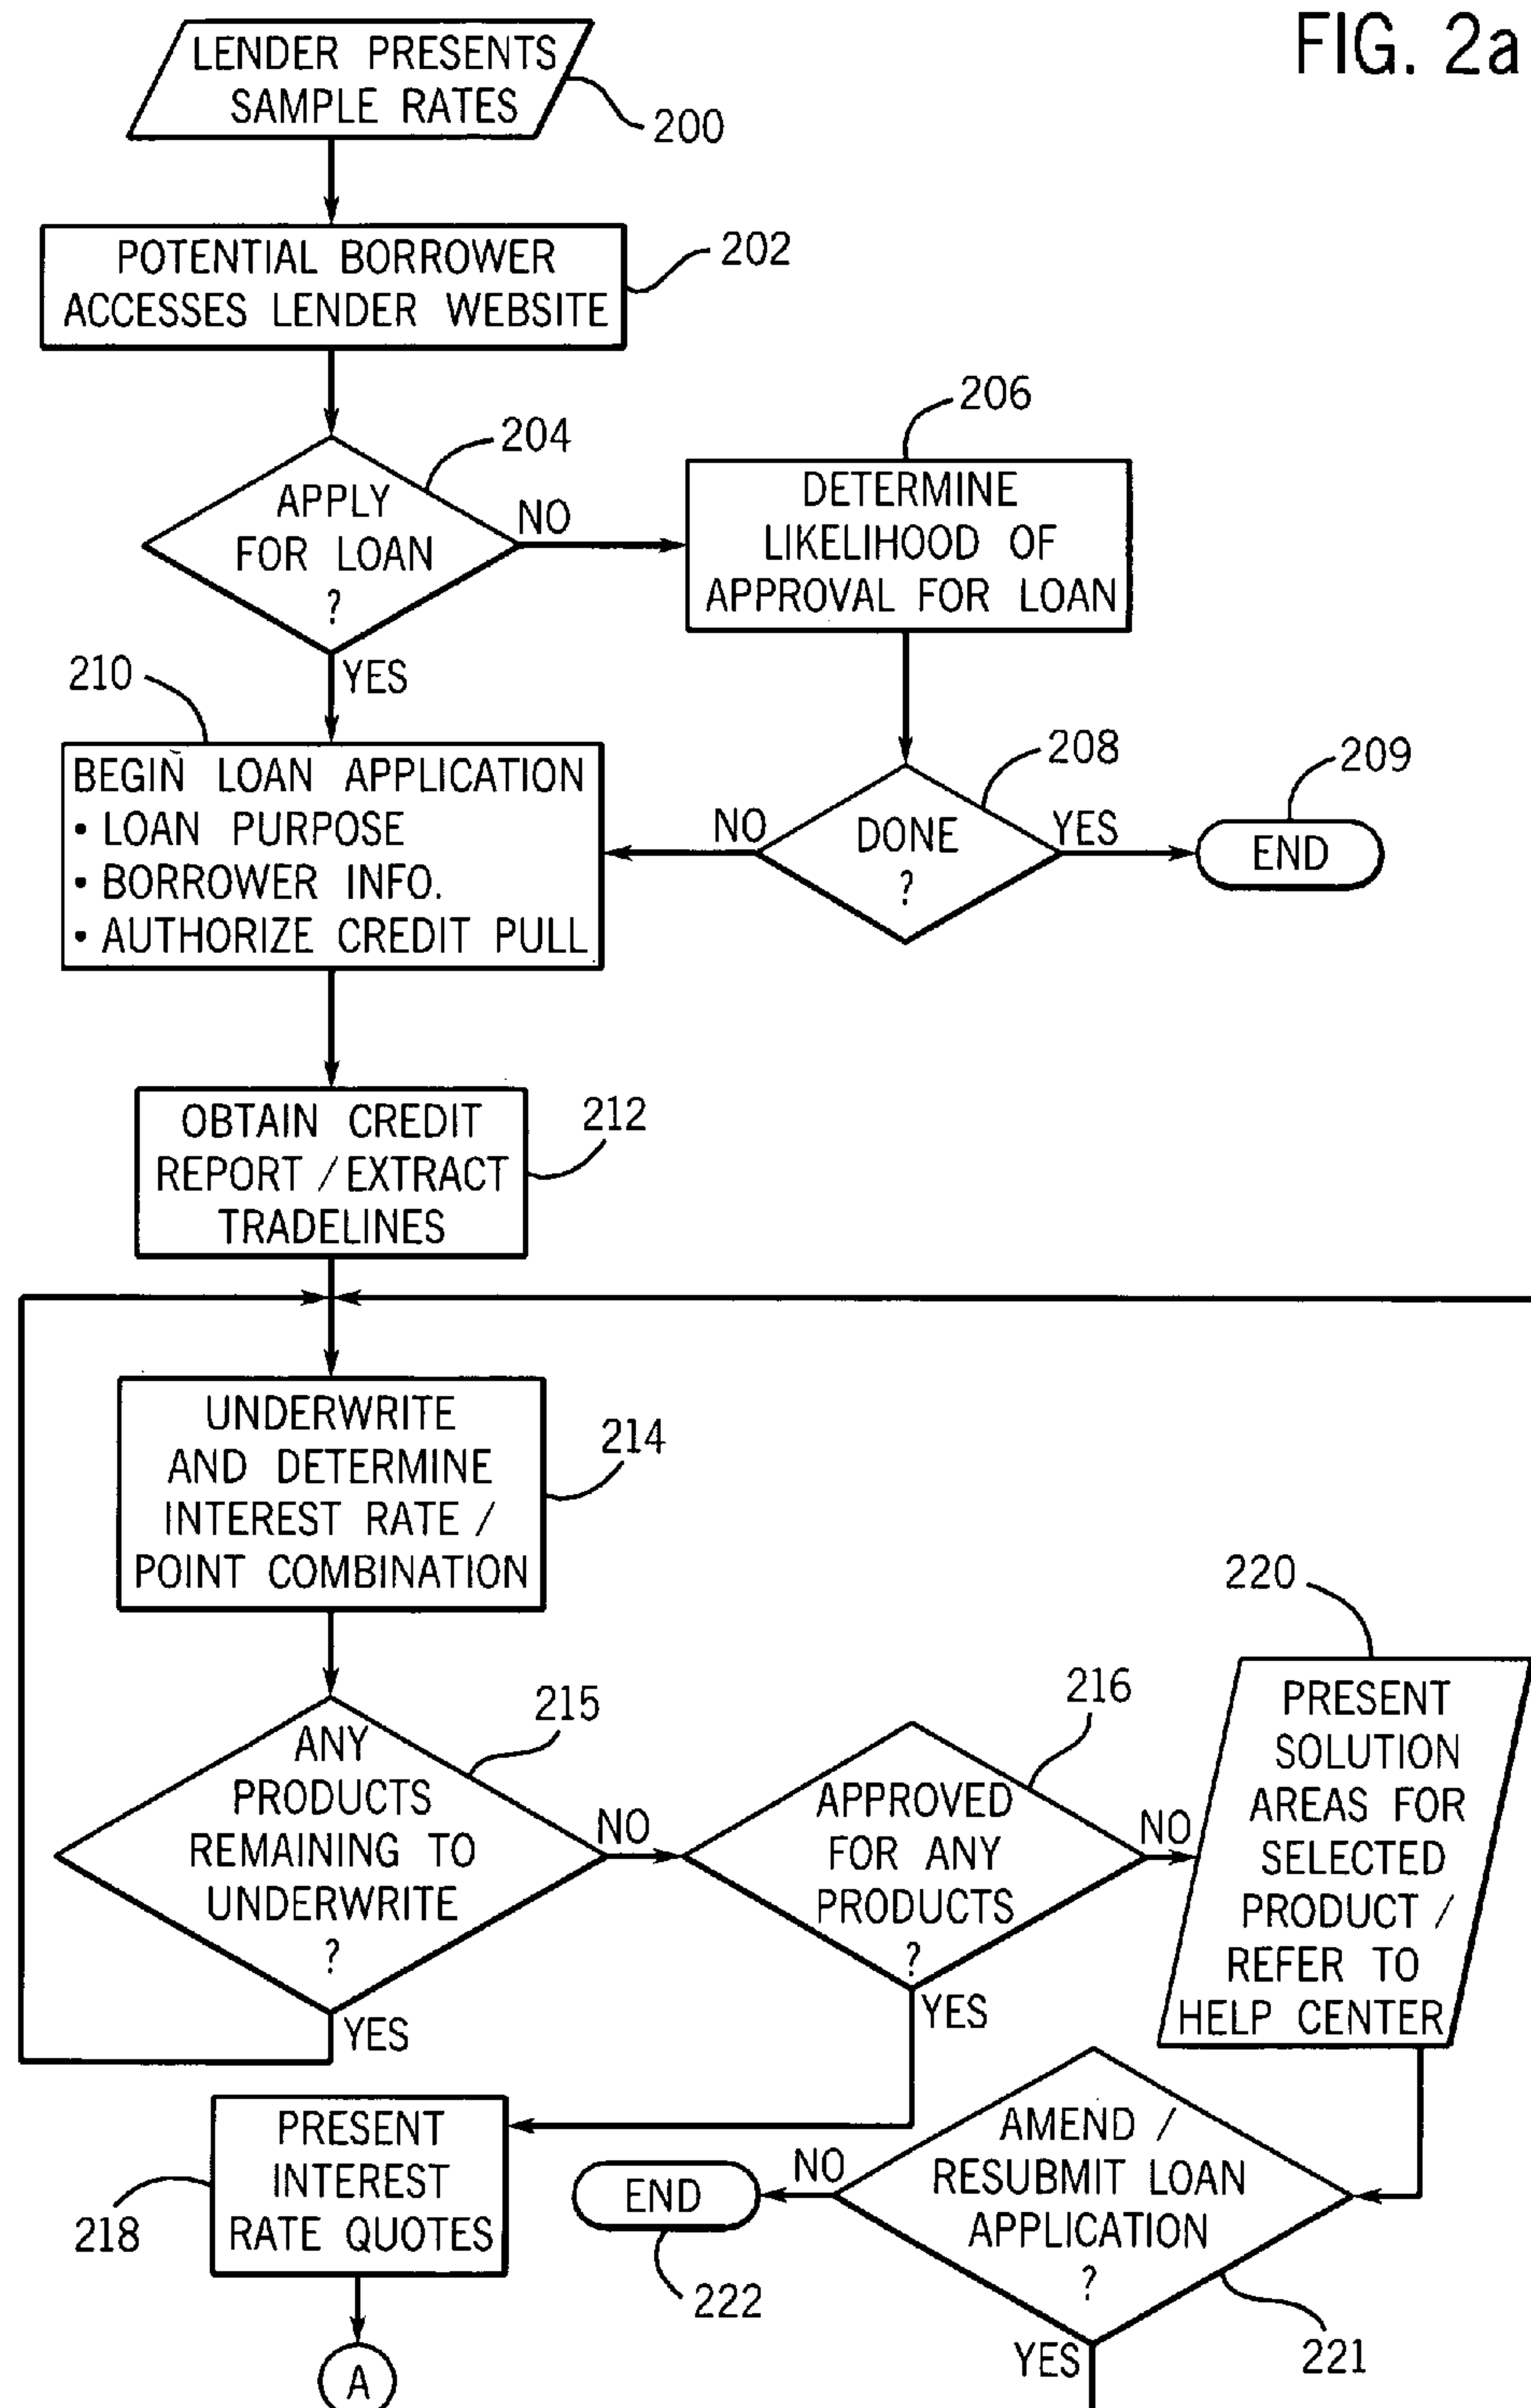 FIG. 2a
LENDER PRESENTS
SAMPLE RATES
200
POTENTIAL BORROWER
ACCESSES LENDER WEBSITE
202
204
APPLY
FOR LOAN
?
NO
YES
206
DETERMINE
LIKELIHOOD OF
APPROVAL FOR LOAN
208
DONE
?
NO
YES
209
END
210
BEGIN LOAN APPLICATION
• LOAN PURPOSE
• BORROWER INFO.
• AUTHORIZE CREDIT PULL
OBTAIN CREDIT
REPORT / EXTRACT
TRADELINES
212
UNDERWRITE
AND DETERMINE
INTEREST RATE /
POINT COMBINATION
214
215
ANY
PRODUCTS
REMAINING TO
UNDERWRITE
?
NO
YES
216
APPROVED
FOR ANY
PRODUCTS
?
NO
YES
220
PRESENT
SOLUTION
AREAS FOR
SELECTED
PRODUCT /
REFER TO
HELP CENTER
PRESENT
INTEREST
RATE QUOTES
218
A
AMEND /
RESUBMIT LOAN
APPLICATION
?
NO
END
222
YES
221